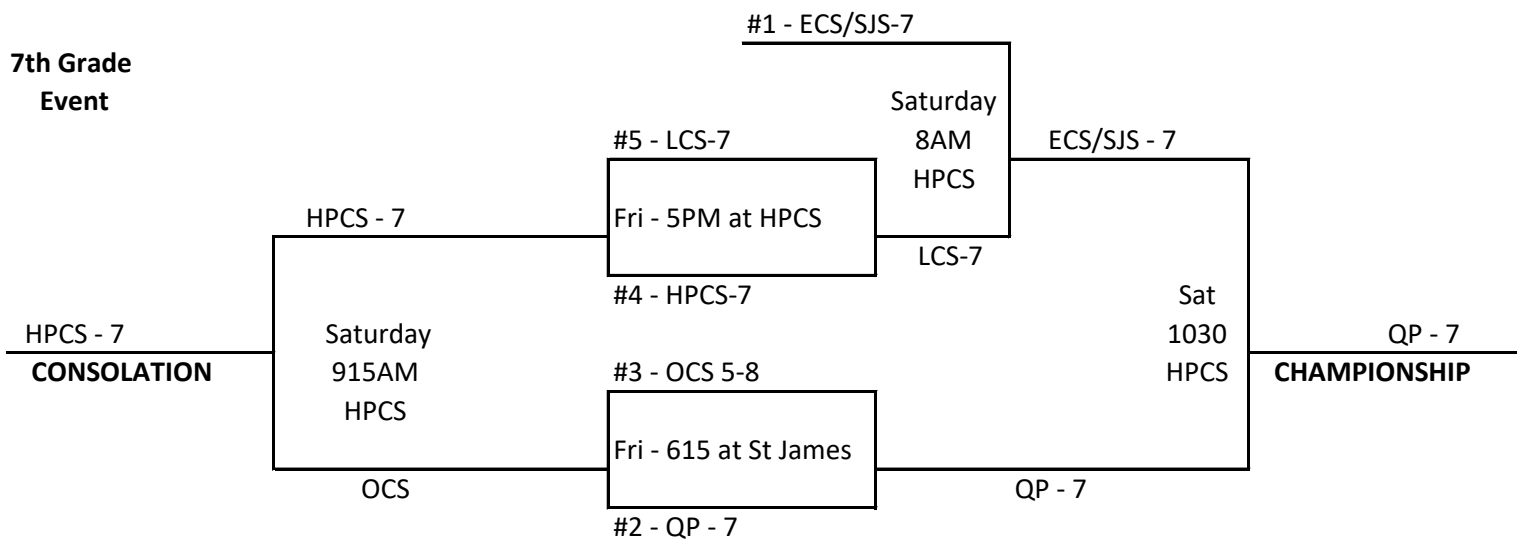 #1 - ECS/SJS-7
7th Grade
Event
Saturday
8AM
HPCS
#5 - LCS-7
ECS/SJS - 7
HPCS - 7
Fri - 5PM at HPCS
LCS-7
#4 - HPCS-7
HPCS - 7
CONSOLATION
Saturday
915AM
HPCS
Sat
1030
HPCS
QP - 7
CHAMPIONSHIP
#3 - OCS 5-8
Fri - 615 at St James
OCS
QP - 7
#2 - QP - 7